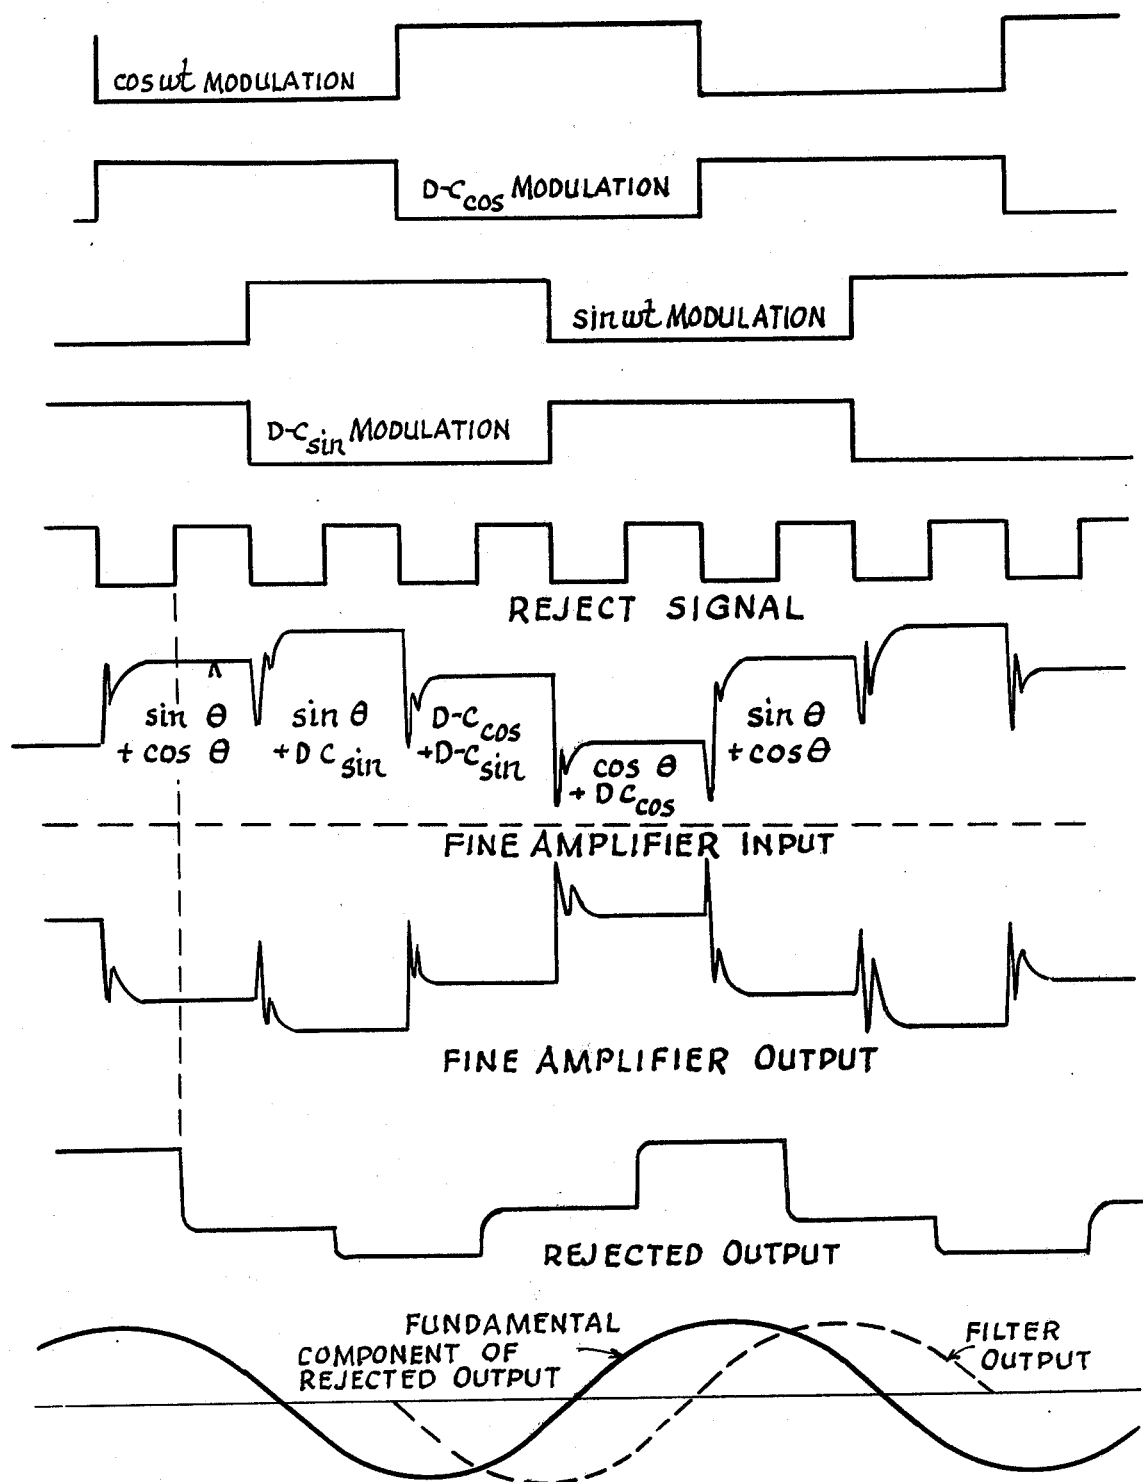 cos ωt MODULATION
D-C cos MODULATION
sin ωt MODULATION
D-C sin MODULATION
REJECT SIGNAL
sin θ
+ cos θ
sin θ
+ D C sin
D-C cos
+D-C sin
cos θ
+ D C cos
sin θ
+ cos θ
FINE AMPLIFIER INPUT
FINE AMPLIFIER OUTPUT
REJECTED OUTPUT
FUNDAMENTAL
COMPONENT OF
REJECTED OUTPUT
FILTER
OUTPUT